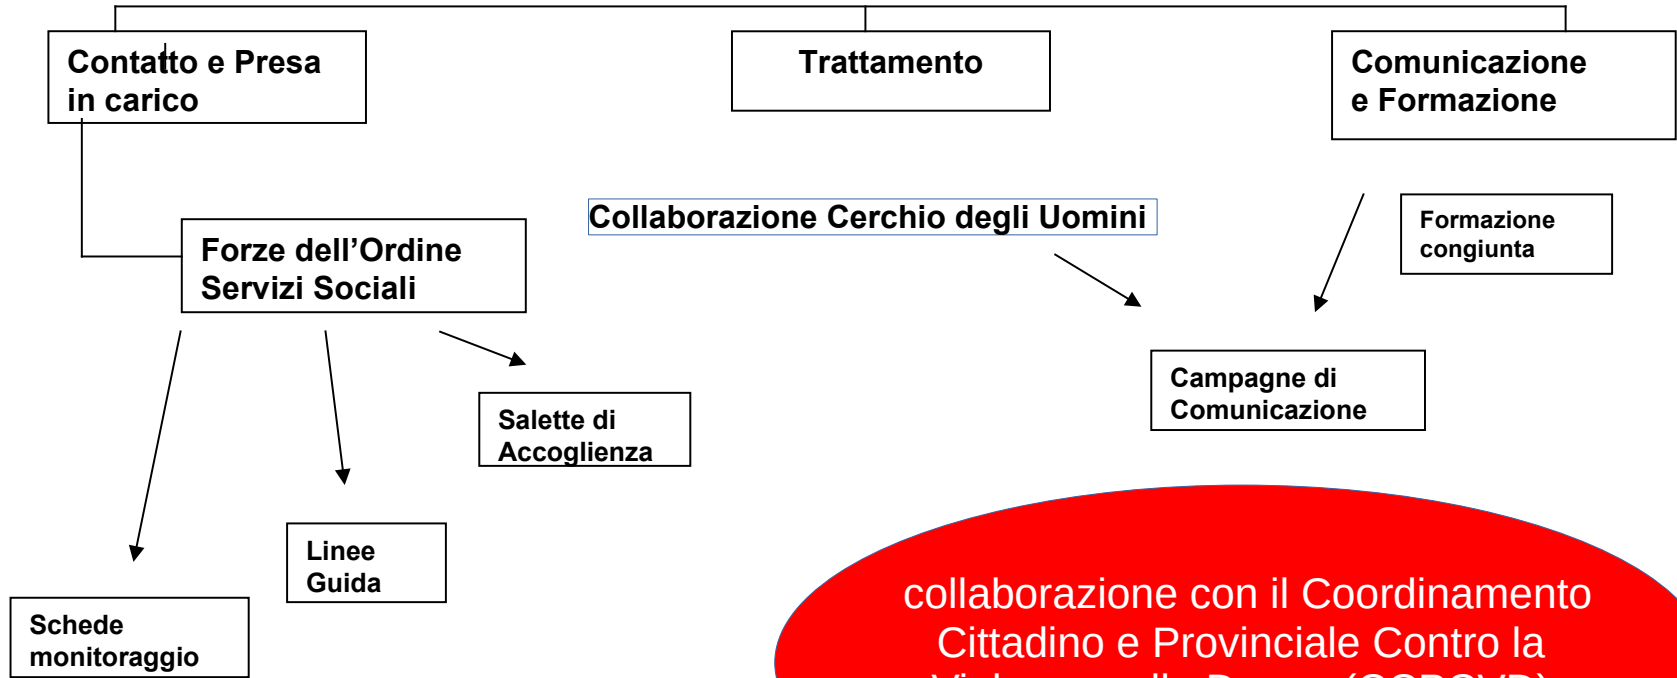 Contatto e Presa
in carico
Trattamento
Comunicazione
e Formazione
Collaborazione Cerchio degli Uomini
Formazione
congiunta
Forze dell’Ordine
Servizi Sociali
Campagne di
Comunicazione
Salette di
Accoglienza
Linee
Guida
Schede
monitoraggio
collaborazione con il Coordinamento
Cittadino e Provinciale Contro la